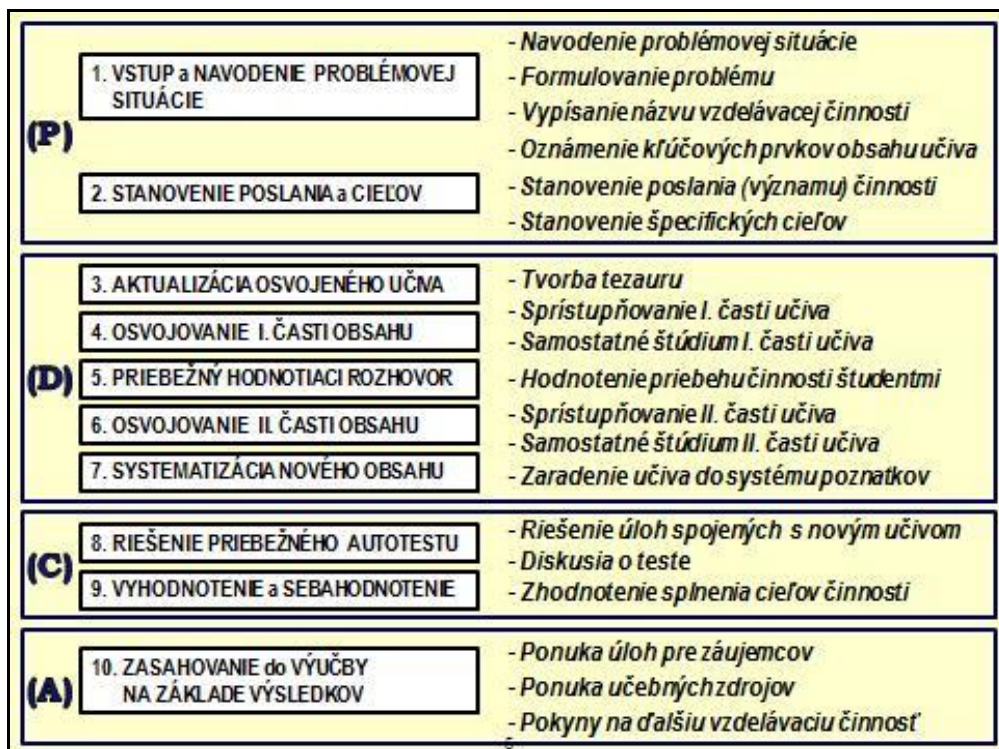 (P)
1. VSTUP a NAVODENIE PROBLÉMOVEJ
SITUÁCIE
- Navodenie problémovej situácie
- Formulovanie problému
- Vypísanie názvu vzdelávacej činnosti
- Oznámenie kľúčových prvkov obsahu učiva
2. STANOVENIE POSLANIA a CIEĽOV
- Stanovenie poslania (významu) činnosti
- Stanovenie špecifických cieľov
(D)
3. AKTUALIZÁCIA OSVOJENÉHO UČIVA
- Tvorba tezauru
4. OSVOJOVANIE I. ČASTI OBSAHU
- Sprístupňovanie I. časti učiva
- Samostatné štúdium I. časti učiva
5. PRIEBEŽNÝ HODNOTIACI ROZHOVOR
- Hodnotenie priebehu činnosti študentmi
6. OSVOJOVANIE II. ČASTI OBSAHU
- Sprístupňovanie II. časti učiva
- Samostatné štúdium II. časti učiva
7. SYSTEMATIZÁCIA NOVÉHO OBSAHU
- Zaradenie učiva do systému poznatkov
(C)
8. RIEŠENIE PRIEBEŽNÉHO AUTOTESTU
- Riešenie úloh spojených s novým učivom
- Diskusia o teste
9. VYHODNOTENIE a SEBAHODNOTENIE
- Zhodnotenie splnenia cieľov činnosti
(A)
10. ZASAHOVANIE do VÝUČBY
NA ZÁKLADE VÝSLEDKOV
- Ponuka úloh pre záujemcov
- Ponuka učebných zdrojov
- Pokyny na ďalšiu vzdelávaciu činnosť